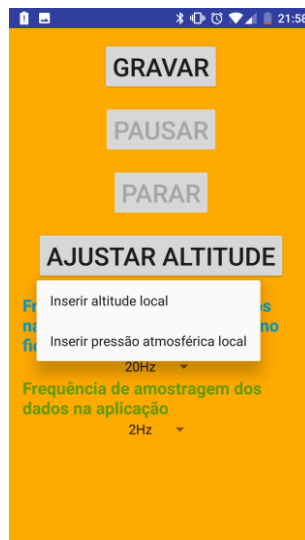 21:58
GRAVAR
PAUSAR
PARAR
AJUSTAR ALTITUDE
Inserir altitude local
Inserir pressão atmosférica local
20Hz
Frequência de amostragem dos
dados na aplicação
2Hz